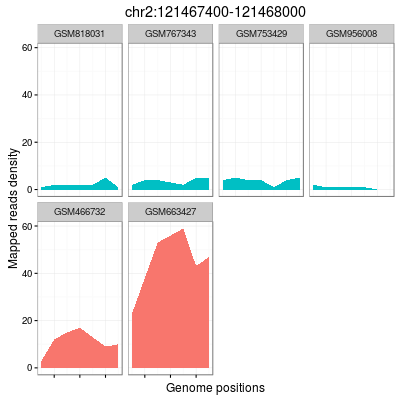 chr2:121467400-121468000
GSM818031 GSM767343 GSM753429 GSM956008
60
40
20
0
Mapped reads density
GSM466732 GSM663427
60
40
20
0
Genome positions